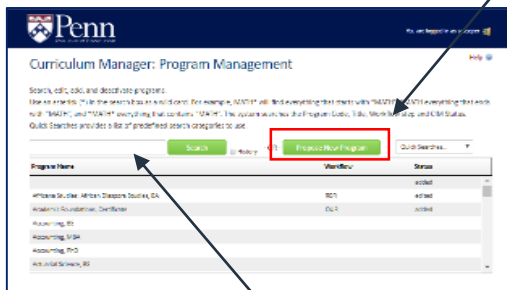 Penn
You are logged in as
Help
Curriculum Manager: Program Management
Search, edit, add, and deactivate programs.
Use an asterisk (*) in the search box as a wild card. For example, MATH* will find everything that starts with "MATH", *MATH everything that ends
with "MATH", and *MATH* everything that contains "MATH". The system searches the Program Code, Title, Workflow step and CIM Status.
Quick Searches provides a list of predefined search categories to use.
Search History OR Propose New Program Quick Searches...
Program Name Workflow Status
added
Africana Studies: African Diaspora Studies, BA added
Academic Foundations, Certificate edited
Accounting, BS
Accounting, MBA
Accounting, PHD
Actuarial Science, BS